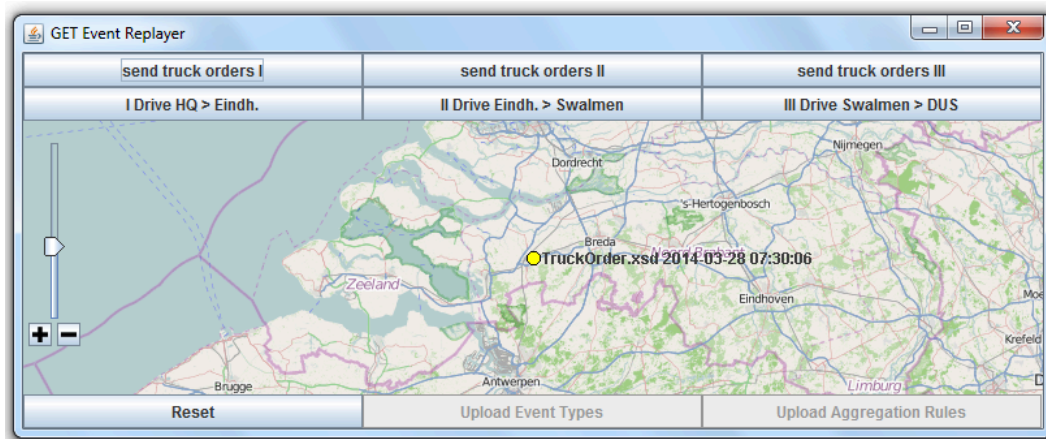 GET Event Replayer
send truck orders I
send truck orders II
send truck orders III
I Drive HQ > Eindh.
II Drive Eindh. > Swalmen
III Drive Swalmen > DUS
Nijmegen
Dordrecht
's-Hertogenbosch
Breda
Noord-Brabant
TruckOrder.xsd 2014-03-28 07:30:06
Zeeland
Eindhoven
Moe
Krefeld
Antwerpen
Brugge
Limburg
D
Reset
Upload Event Types
Upload Aggregation Rules